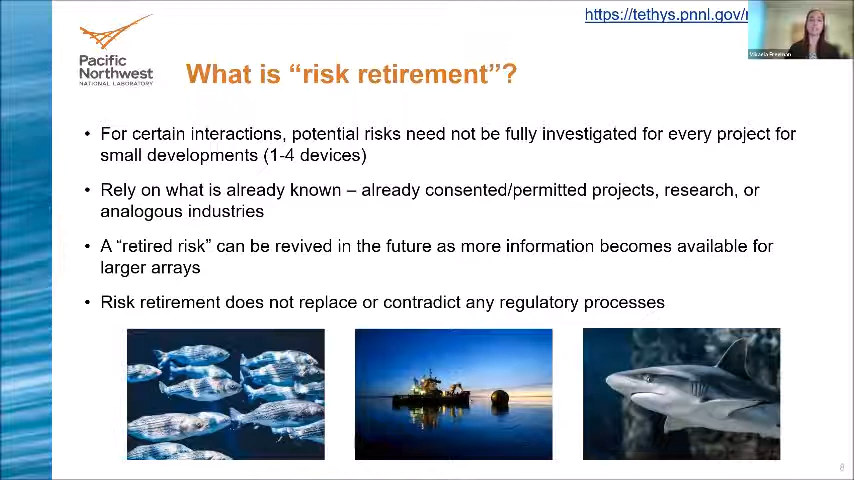 https://tethys.pnnl.gov/
Pacific
Northwest
NATIONAL LABORATORY
What is “risk retirement”?
• For certain interactions, potential risks need not be fully investigated for every project for
small developments (1-4 devices)
• Rely on what is already known – already consented/permitted projects, research, or
analogous industries
• A “retired risk” can be revived in the future as more information becomes available for
larger arrays
• Risk retirement does not replace or contradict any regulatory processes
Mikaela Freeman
8